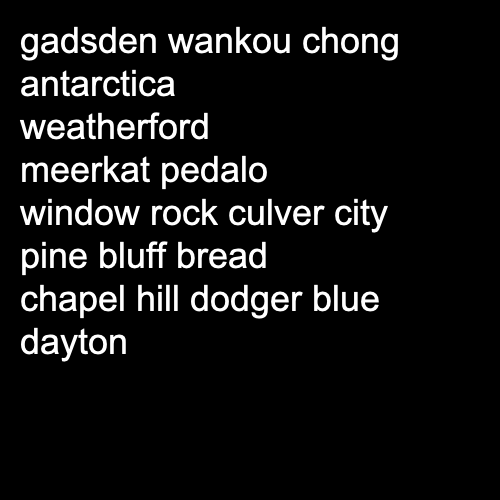 gadsden wankou chong
antarctica
weatherford
meerkat pedalo
window rock culver city
pine bluff bread
chapel hill dodger blue
dayton